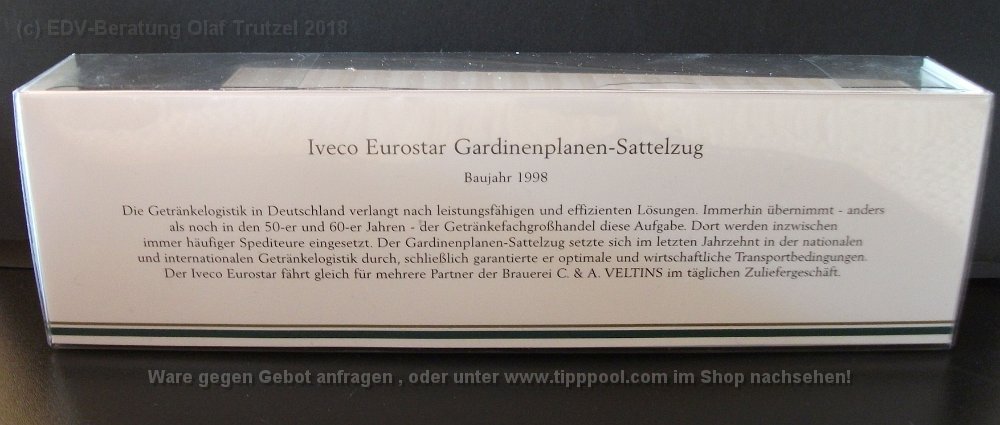 (c) EDV-Beratung Olaf Trutzel 2018
Iveco Eurostar Gardinenplanen-Sattelzug
Baujahr 1998
Die Getränkelogistik in Deutschland verlangt nach leistungsfähigen und effizienten Lösungen. Immerhin übernimmt - anders
als noch in den 50-er und 60-er Jahren - der Getränkefachgroßhandel diese Aufgabe. Dort werden inzwischen
immer häufiger Spediteure eingesetzt. Der Gardinenplanen-Sattelzug setzte sich im letzten Jahrzehnt in der nationalen
und internationalen Getränkelogistik durch, schließlich garantierte er optimale und wirtschaftliche Transportbedingungen.
Der Iveco Eurostar fährt gleich für mehrere Partner der Brauerei C. & A. VELTINS im täglichen Zuliefergeschäft.
Ware gegen Gebot anfragen , oder unter www.tipppool.com im Shop nachsehen!